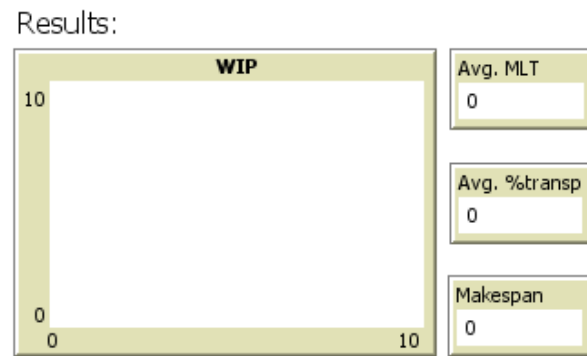 Results:
WIP
10
0
0 10
Avg. MLT
0
Avg. %transp
0
Makespan
0